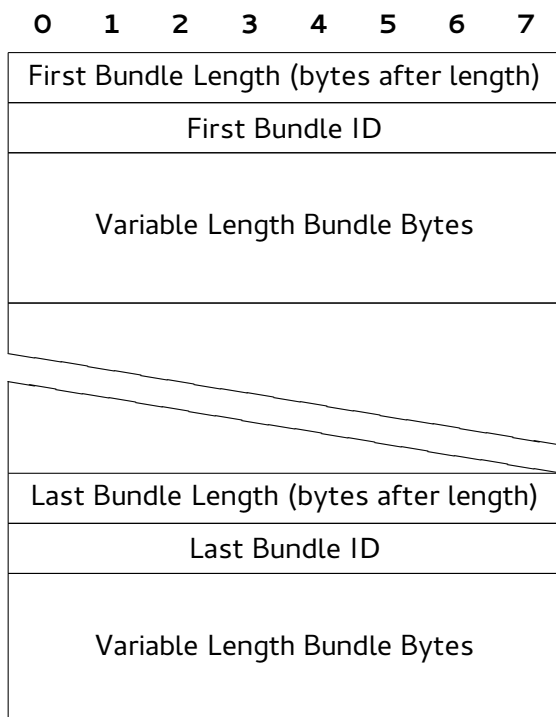 0 1 2 3 4 5 6 7
First Bundle Length (bytes after length)
First Bundle ID
Variable Length Bundle Bytes
Last Bundle Length (bytes after length)
Last Bundle ID
Variable Length Bundle Bytes